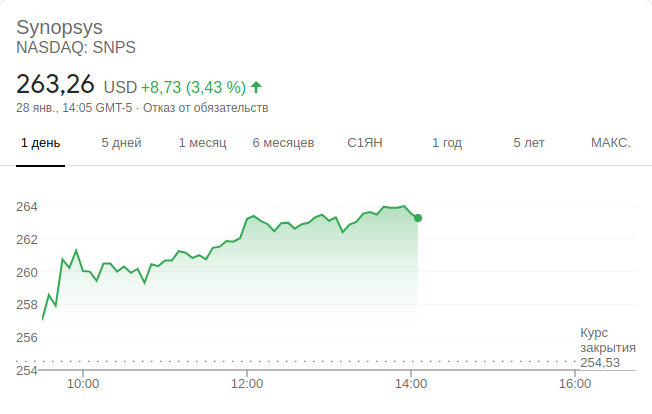 Synopsys
NASDAQ: SNPS
263,26 USD +8,73 (3,43 %)
28 янв., 14:05 GMT-5 · Отказ от обязательств
1 день 5 дней 1 месяц 6 месяцев С1ЯН 1 год 5 лет МАКС.
264
262
260
258
256
Курс
закрытия
254,53
254
10:00 12:00 14:00 16:00